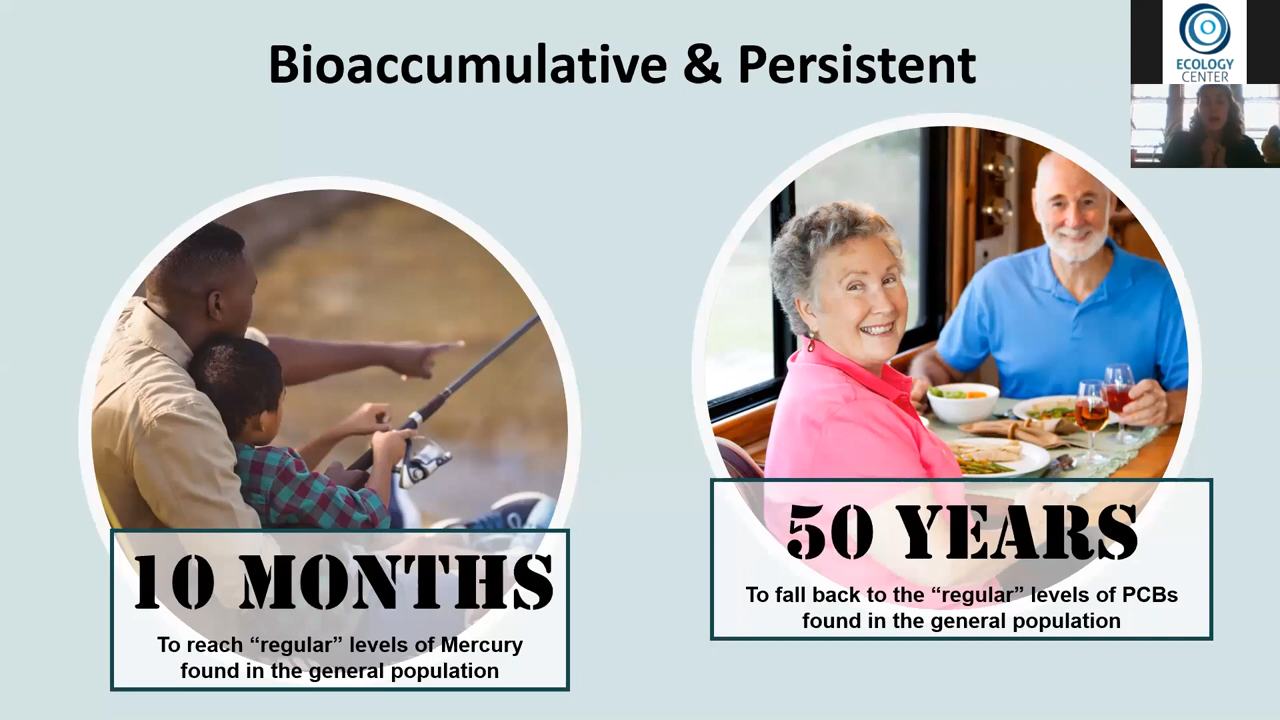 Bioaccumulative & Persistent
ECOLOGY
CENTER
10 MONTHS
To reach “regular” levels of Mercury
found in the general population
50 YEARS
To fall back to the “regular” levels of PCBs
found in the general population